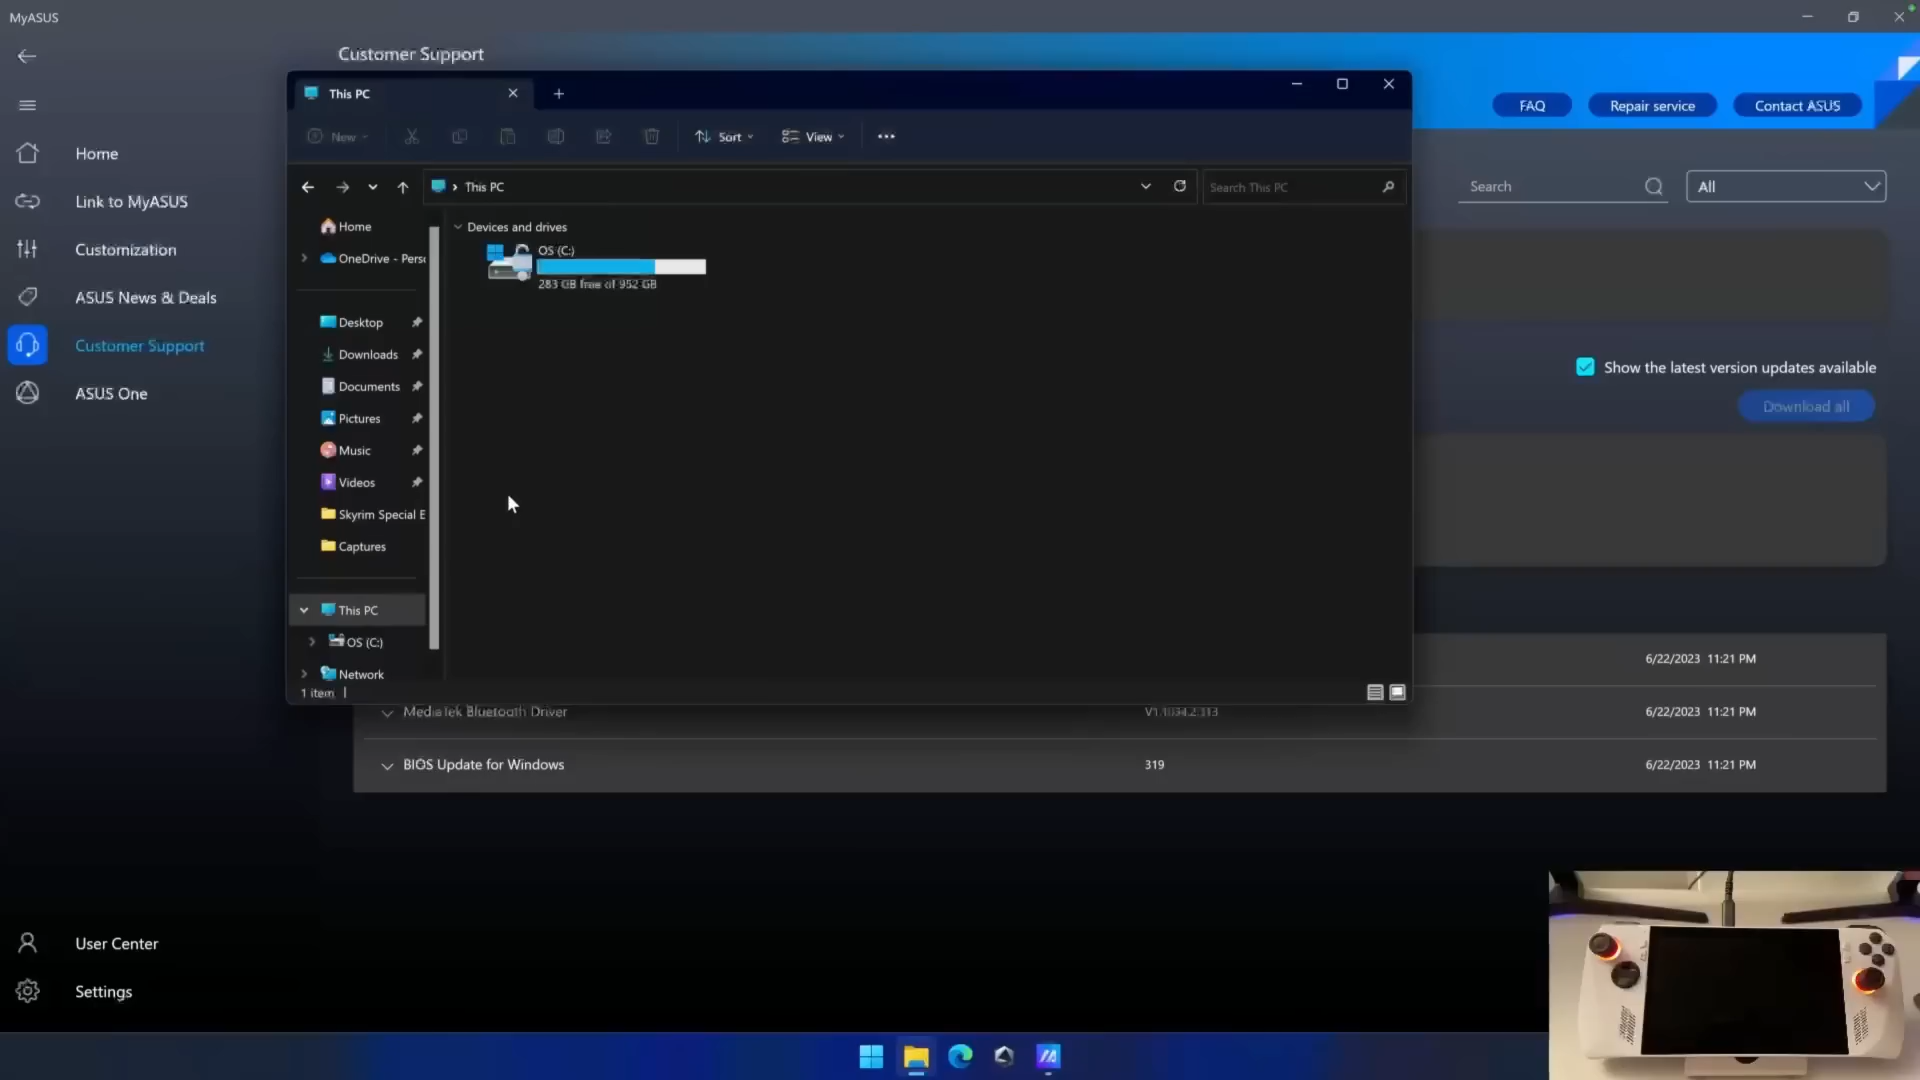 MyASUS
Customer Support
This PC
FAQ
Repair service
Contact ASUS
New
Sort
View
Home
Link to MyASUS
Customization
ASUS News & Deals
Customer Support
ASUS One
This PC
Search This PC
Search
All
Home
OneDrive - Perso
Desktop
Downloads
Documents
Pictures
Music
Videos
Skyrim Special E
Captures
This PC
OS (C:)
Network
1 item
Devices and drives
OS (C:)
283 GB free of 952 GB
Show the latest version updates available
Download all
6/22/2023 11:21 PM
MediaTek Bluetooth Driver
V1.1034.2.113
6/22/2023 11:21 PM
BIOS Update for Windows
319
6/22/2023 11:21 PM
User Center
Settings